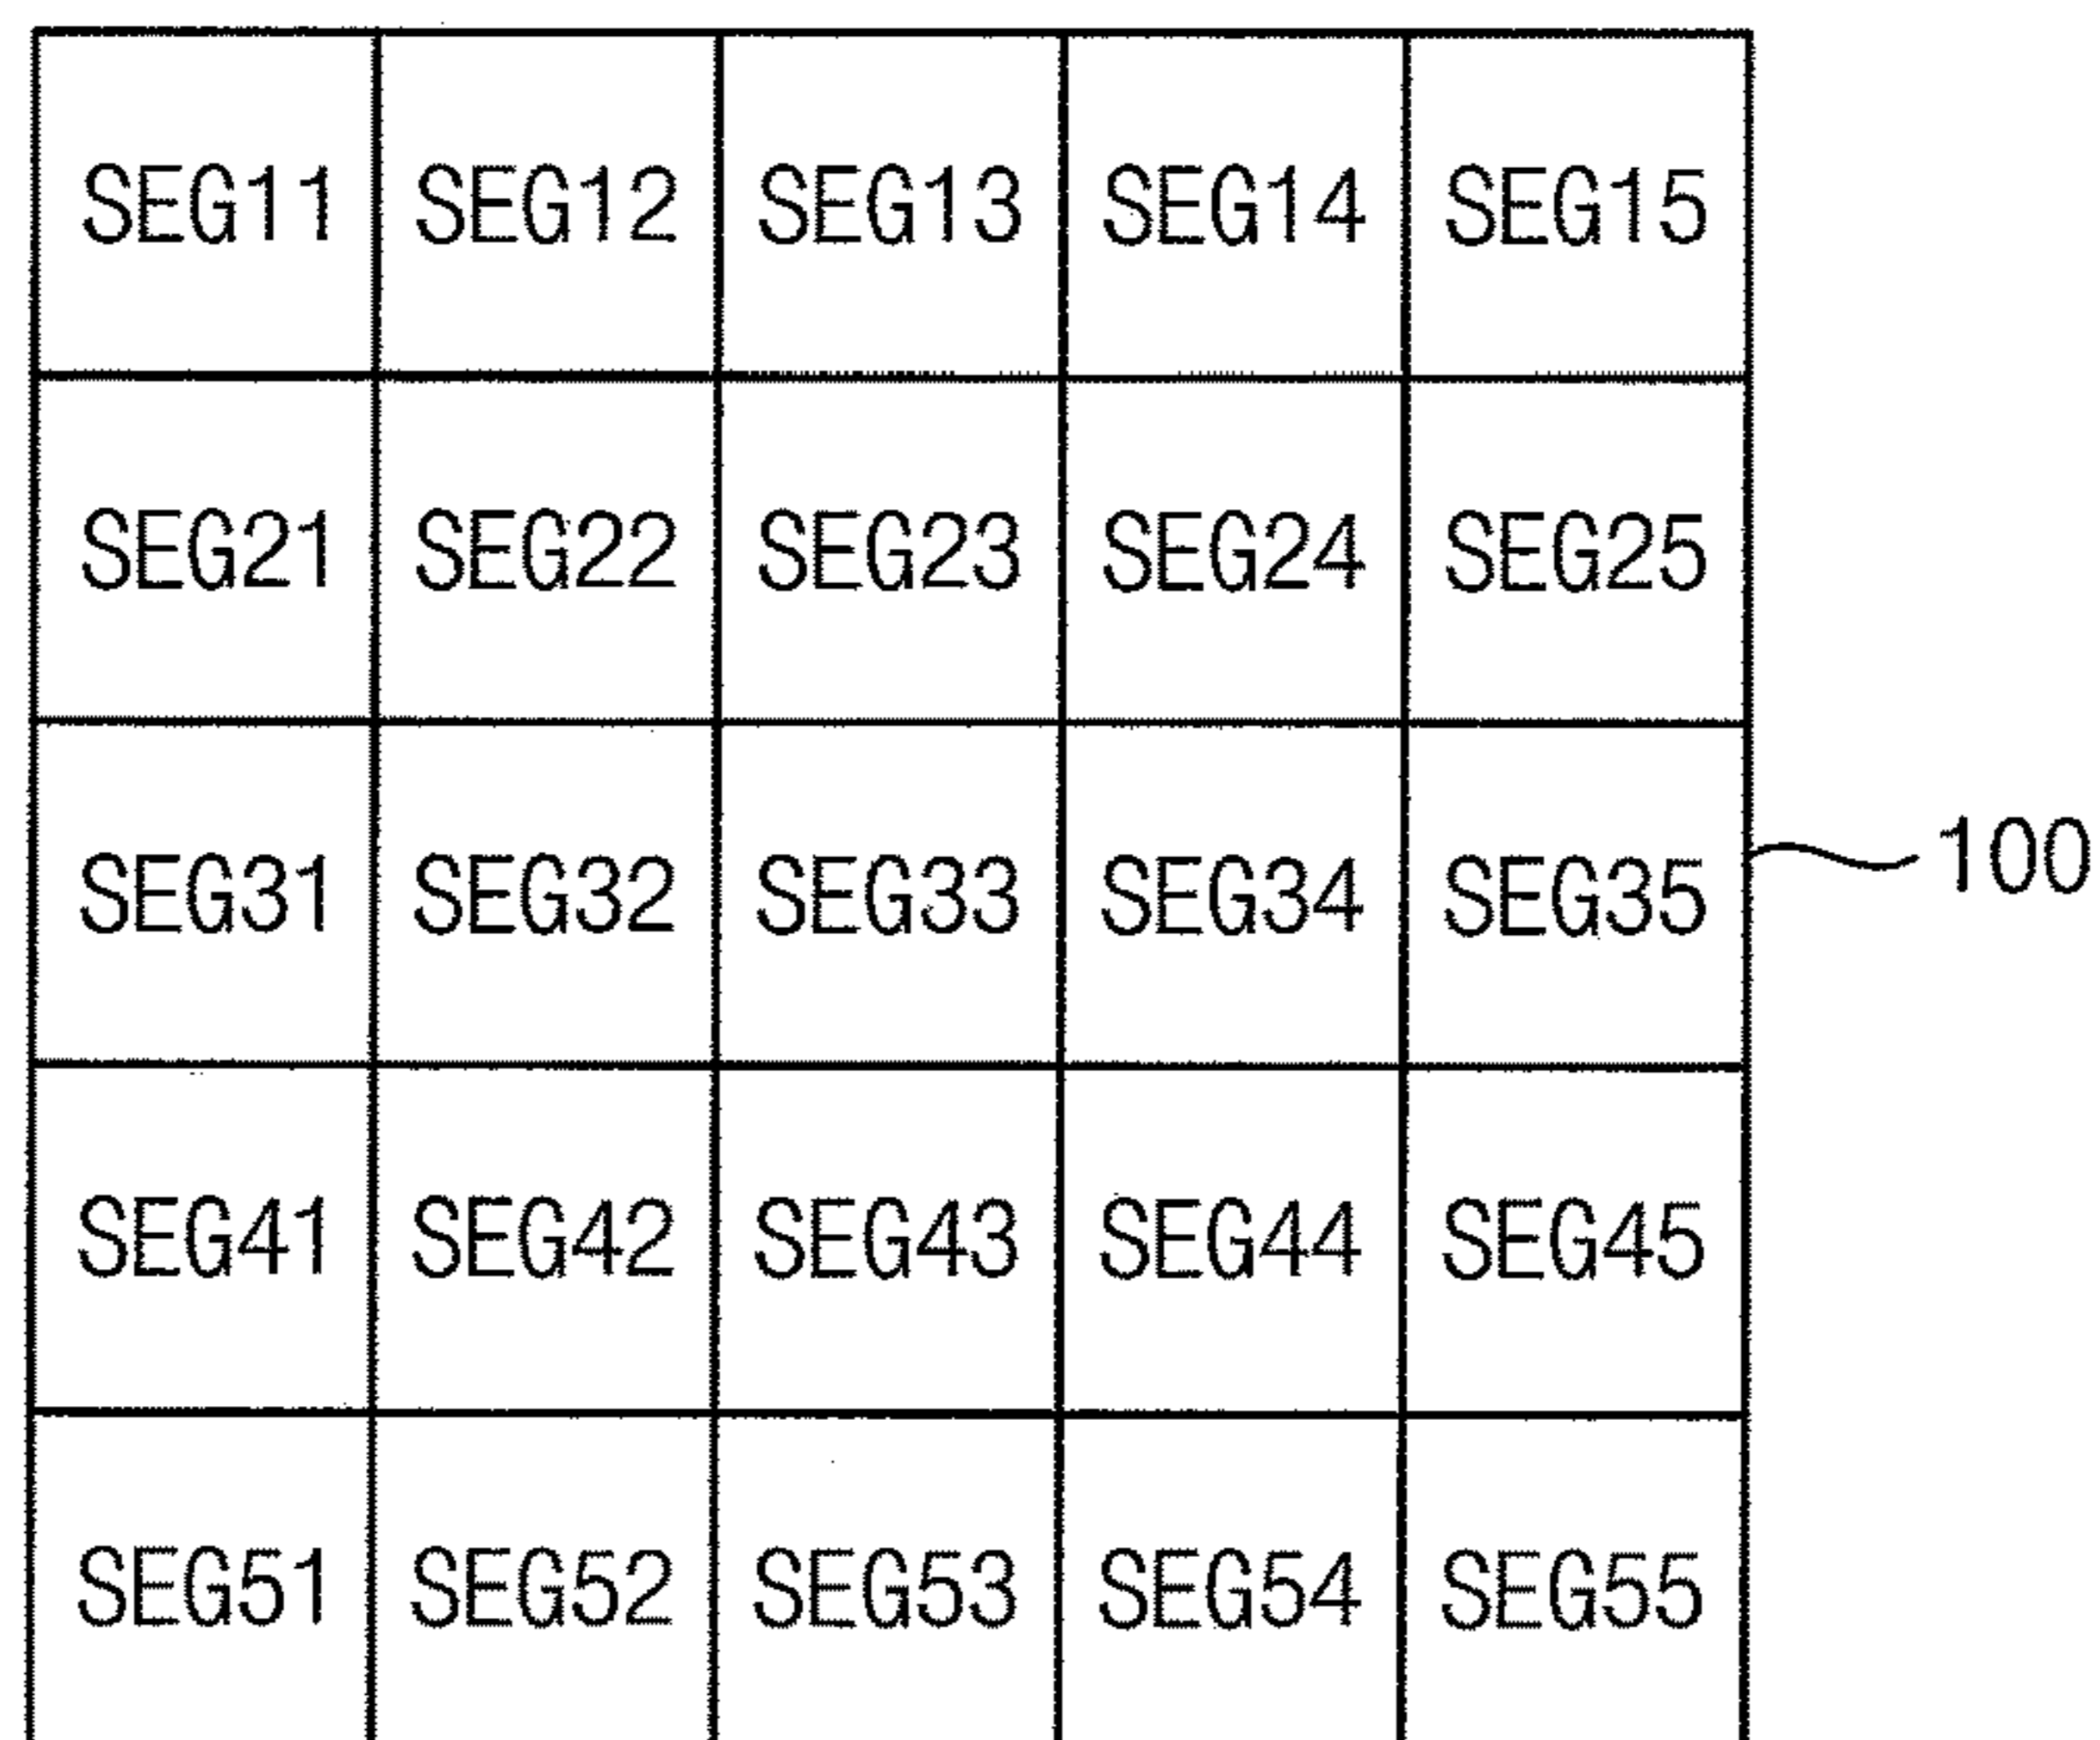 SEG11 SEG12 SEG13 SEG14 SEG15
SEG21 SEG22 SEG23 SEG24 SEG25
SEG31 SEG32 SEG33 SEG34 SEG35 100
SEG41 SEG42 SEG43 SEG44 SEG45
SEG51 SEG52 SEG53 SEG54 SEG55